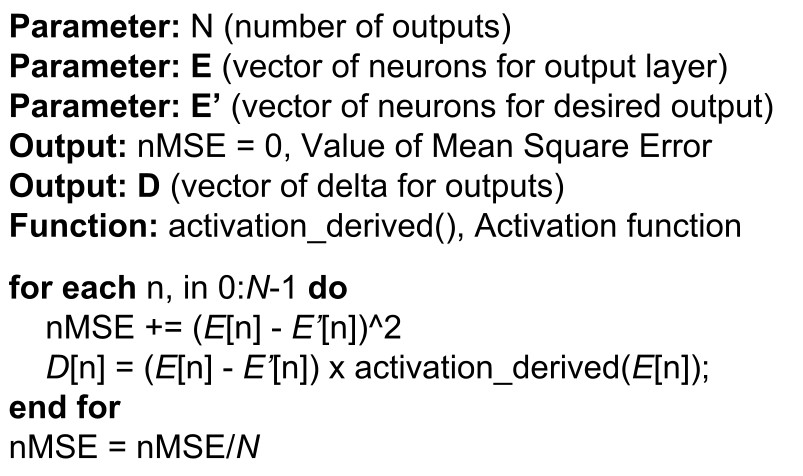 Parameter: N (number of outputs)
Parameter: E (vector of neurons for output layer)
Parameter: E’ (vector of neurons for desired output)
Output: nMSE = 0, Value of Mean Square Error
Output: D (vector of delta for outputs)
Function: activation_derived(), Activation function
for each n, in 0:N-1 do
nMSE += (E[n] - E’[n])^2
D[n] = (E[n] - E’[n]) x activation_derived(E[n]);
end for
nMSE = nMSE/N